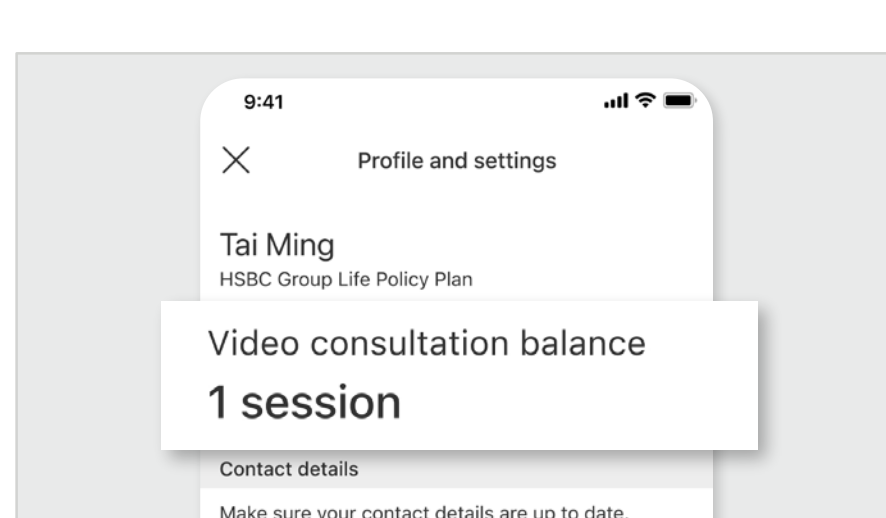 9:41
Profile and settings
Tai Ming
HSBC Group Life Policy Plan
Video consultation balance
1 session
Contact details
Make sure your contact details are up to date.